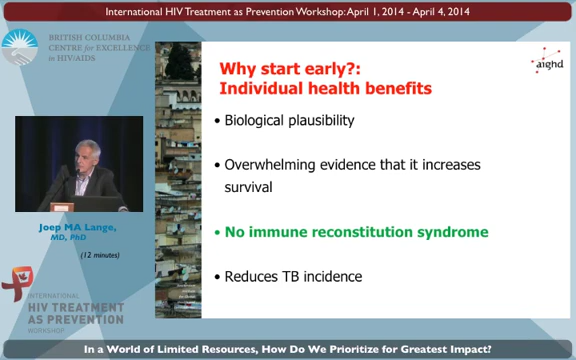 International HIV Treatment as Prevention Workshop: April 1, 2014 - April 4, 2014
BRITISH COLUMBIA
CENTRE for EXCELLENCE
in HIV/AIDS
Joep MA Lange,
MD, PhD
(12 minutes)
INTERNATIONAL
HIV TREATMENT
AS PREVENTION
WORKSHOP
Why start early?:
Individual health benefits
aighd
• Biological plausibility
• Overwhelming evidence that it increases
survival
• No immune reconstitution syndrome
• Reduces TB incidence
In a World of Limited Resources, How Do We Prioritize for Greatest Impact?